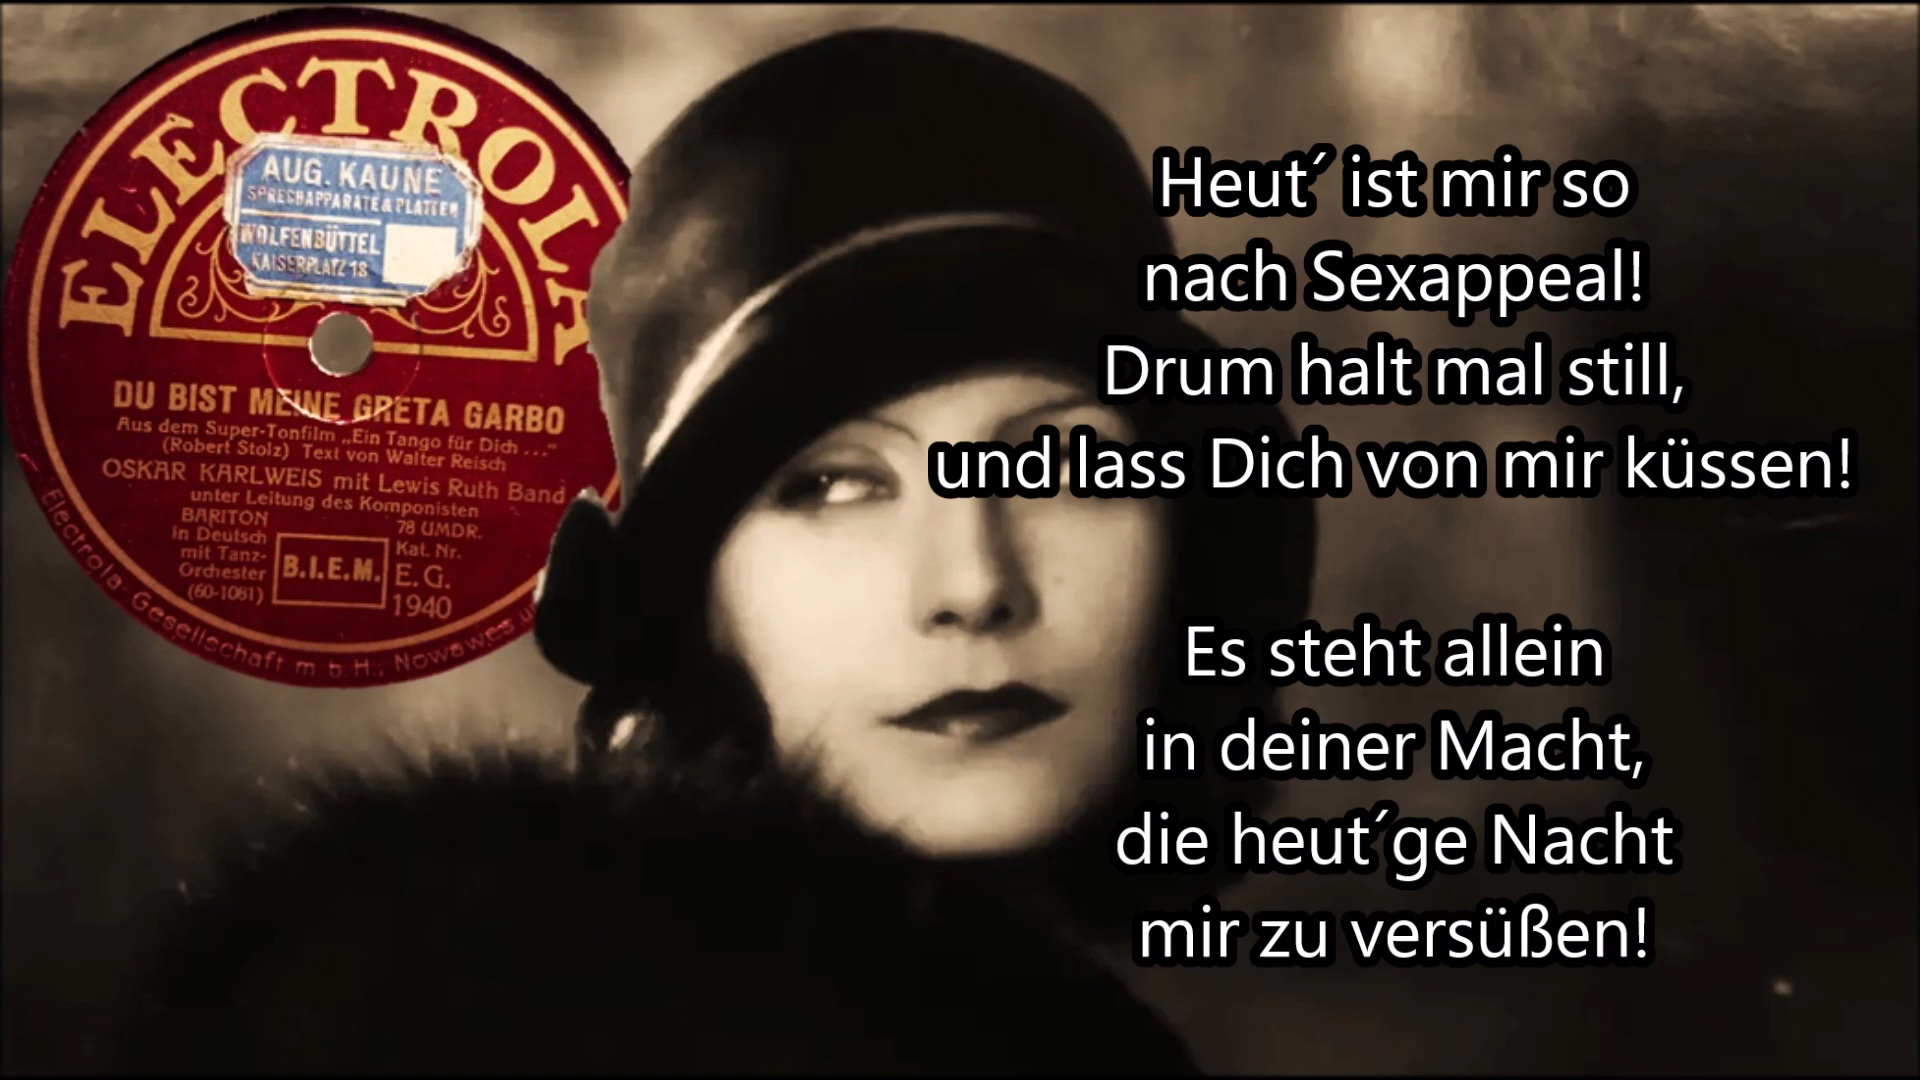 ELECTROLA
AUG. KAUNE
SPRECHAPPARATE & PLATTEN
WOLFENBÜTTEL
KAISERPLATZ 18
DU BIST MEINE GRETA GARBO
Aus dem Super-Tonfilm „Ein Tango für Dich ..."
(Robert Stolz) Text von Walter Reisch
OSKAR KARLWEIS mit Lewis Ruth Band
unter Leitung des Komponisten
BARITON
in Deutsch
mit Tanz-
Orchester
(60-1081)
B.I.E.M.
78 UMDR.
Kat. Nr.
E.G.
1940
Electrola-Gesellschaft m.b.H., Nowawes u
Heut´ ist mir so
nach Sexappeal!
Drum halt mal still,
und lass Dich von mir küssen!
Es steht allein
in deiner Macht,
die heut´ge Nacht
mir zu versüßen!